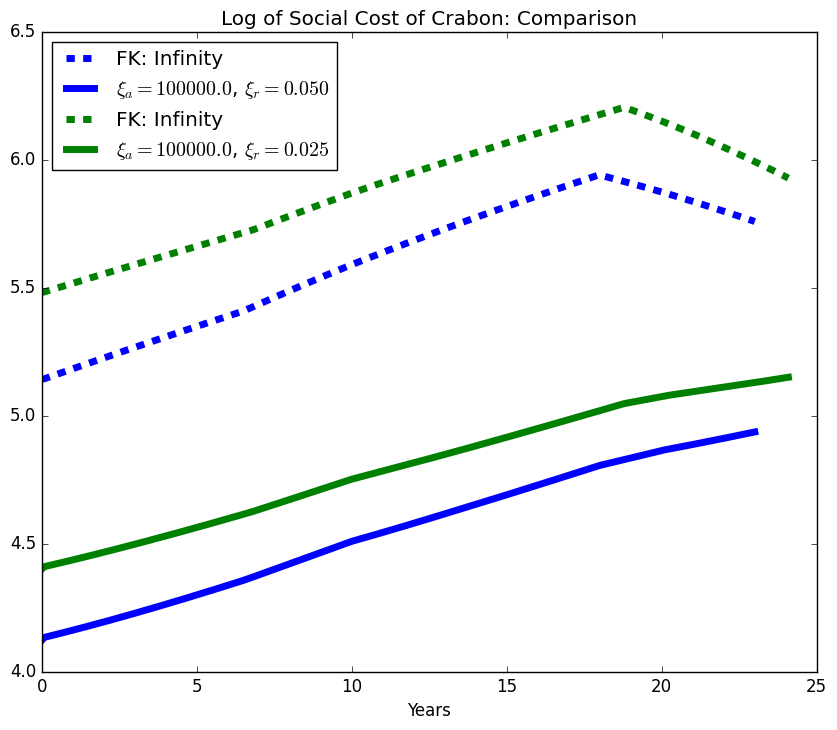 Log of Social Cost of Crabon: Comparison
6.5
FK: Infinity
ξₐ = 100000.0, ξᵣ = 0.050
FK: Infinity
ξₐ = 100000.0, ξᵣ = 0.025
6.0
5.5
5.0
4.5
4.0
0 5 10 15 20 25
Years